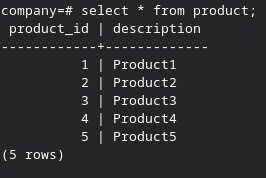 company=# select * from product;
 product_id | description
------------+-------------
          1 | Product1
          2 | Product2
          3 | Product3
          4 | Product4
          5 | Product5
(5 rows)